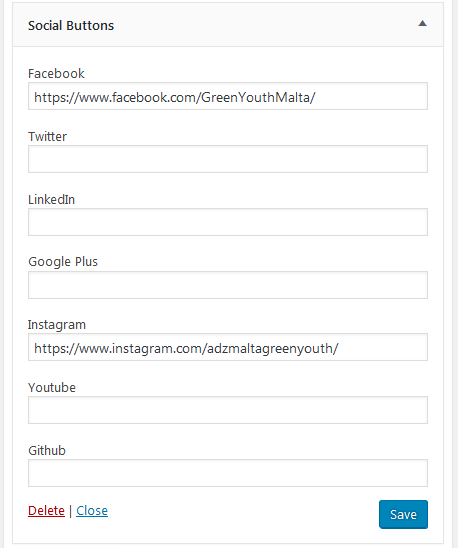 Social Buttons
Facebook
https://www.facebook.com/GreenYouthMalta/
Twitter
LinkedIn
Google Plus
Instagram
https://www.instagram.com/adzmaltagreenyouth/
Youtube
Github
Delete | Close
Save